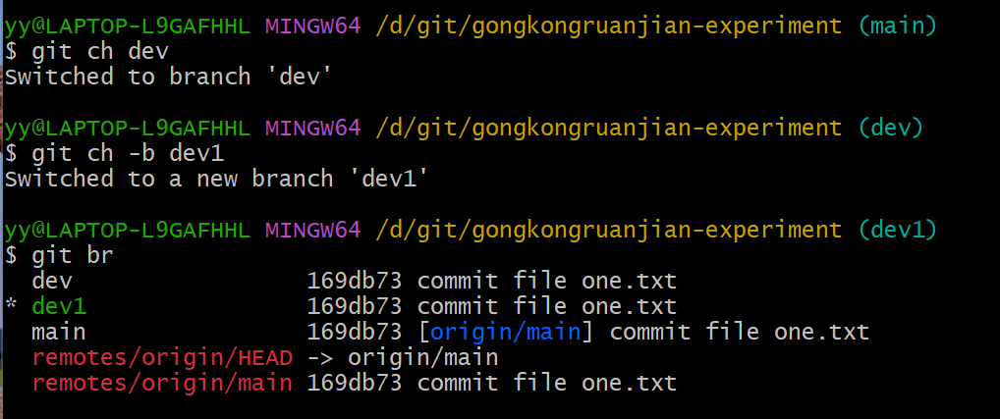 yy@LAPTOP-L9GAFHHL MINGW64 /d/git/gongkongruanjian-experiment (main)
$ git ch dev
Switched to branch 'dev'
yy@LAPTOP-L9GAFHHL MINGW64 /d/git/gongkongruanjian-experiment (dev)
$ git ch -b dev1
Switched to a new branch 'dev1'
yy@LAPTOP-L9GAFHHL MINGW64 /d/git/gongkongruanjian-experiment (dev1)
$ git br
  dev                 169db73 commit file one.txt
* dev1                169db73 commit file one.txt
  main                169db73 [origin/main] commit file one.txt
  remotes/origin/HEAD -> origin/main
  remotes/origin/main 169db73 commit file one.txt